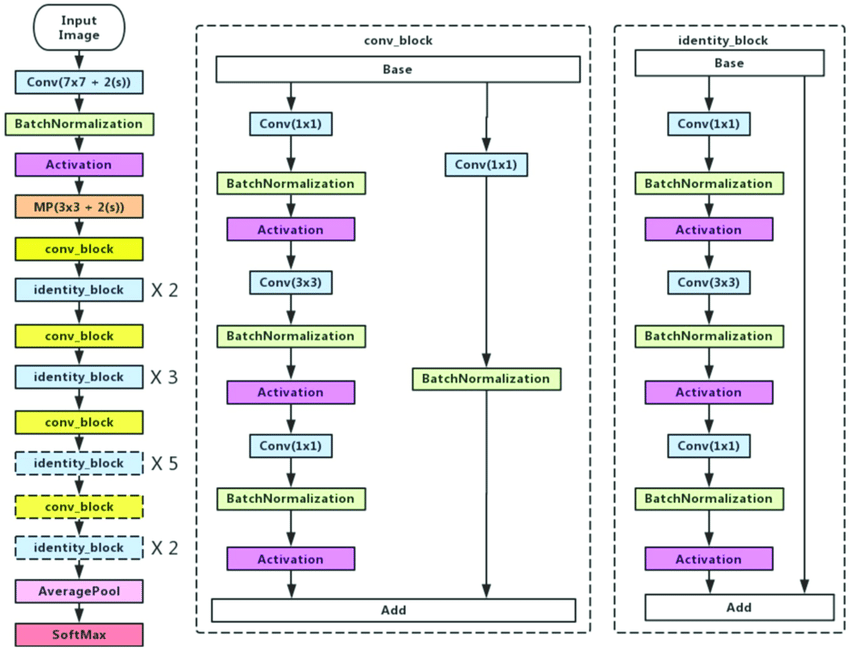 Input
Image
Conv(7x7 + 2(s))
BatchNormalization
Activation
MP(3x3 + 2(s))
conv_block
identity_block X 2
conv_block
identity_block X 3
conv_block
identity_block X 5
conv_block
identity_block X 2
AveragePool
SoftMax
conv_block
Base
Conv(1x1)
BatchNormalization
Activation
Conv(3x3)
BatchNormalization
Activation
Conv(1x1)
BatchNormalization
Activation
Conv(1x1)
BatchNormalization
Add
identity_block
Base
Conv(1x1)
BatchNormalization
Activation
Conv(3x3)
BatchNormalization
Activation
Conv(1x1)
BatchNormalization
Activation
Add